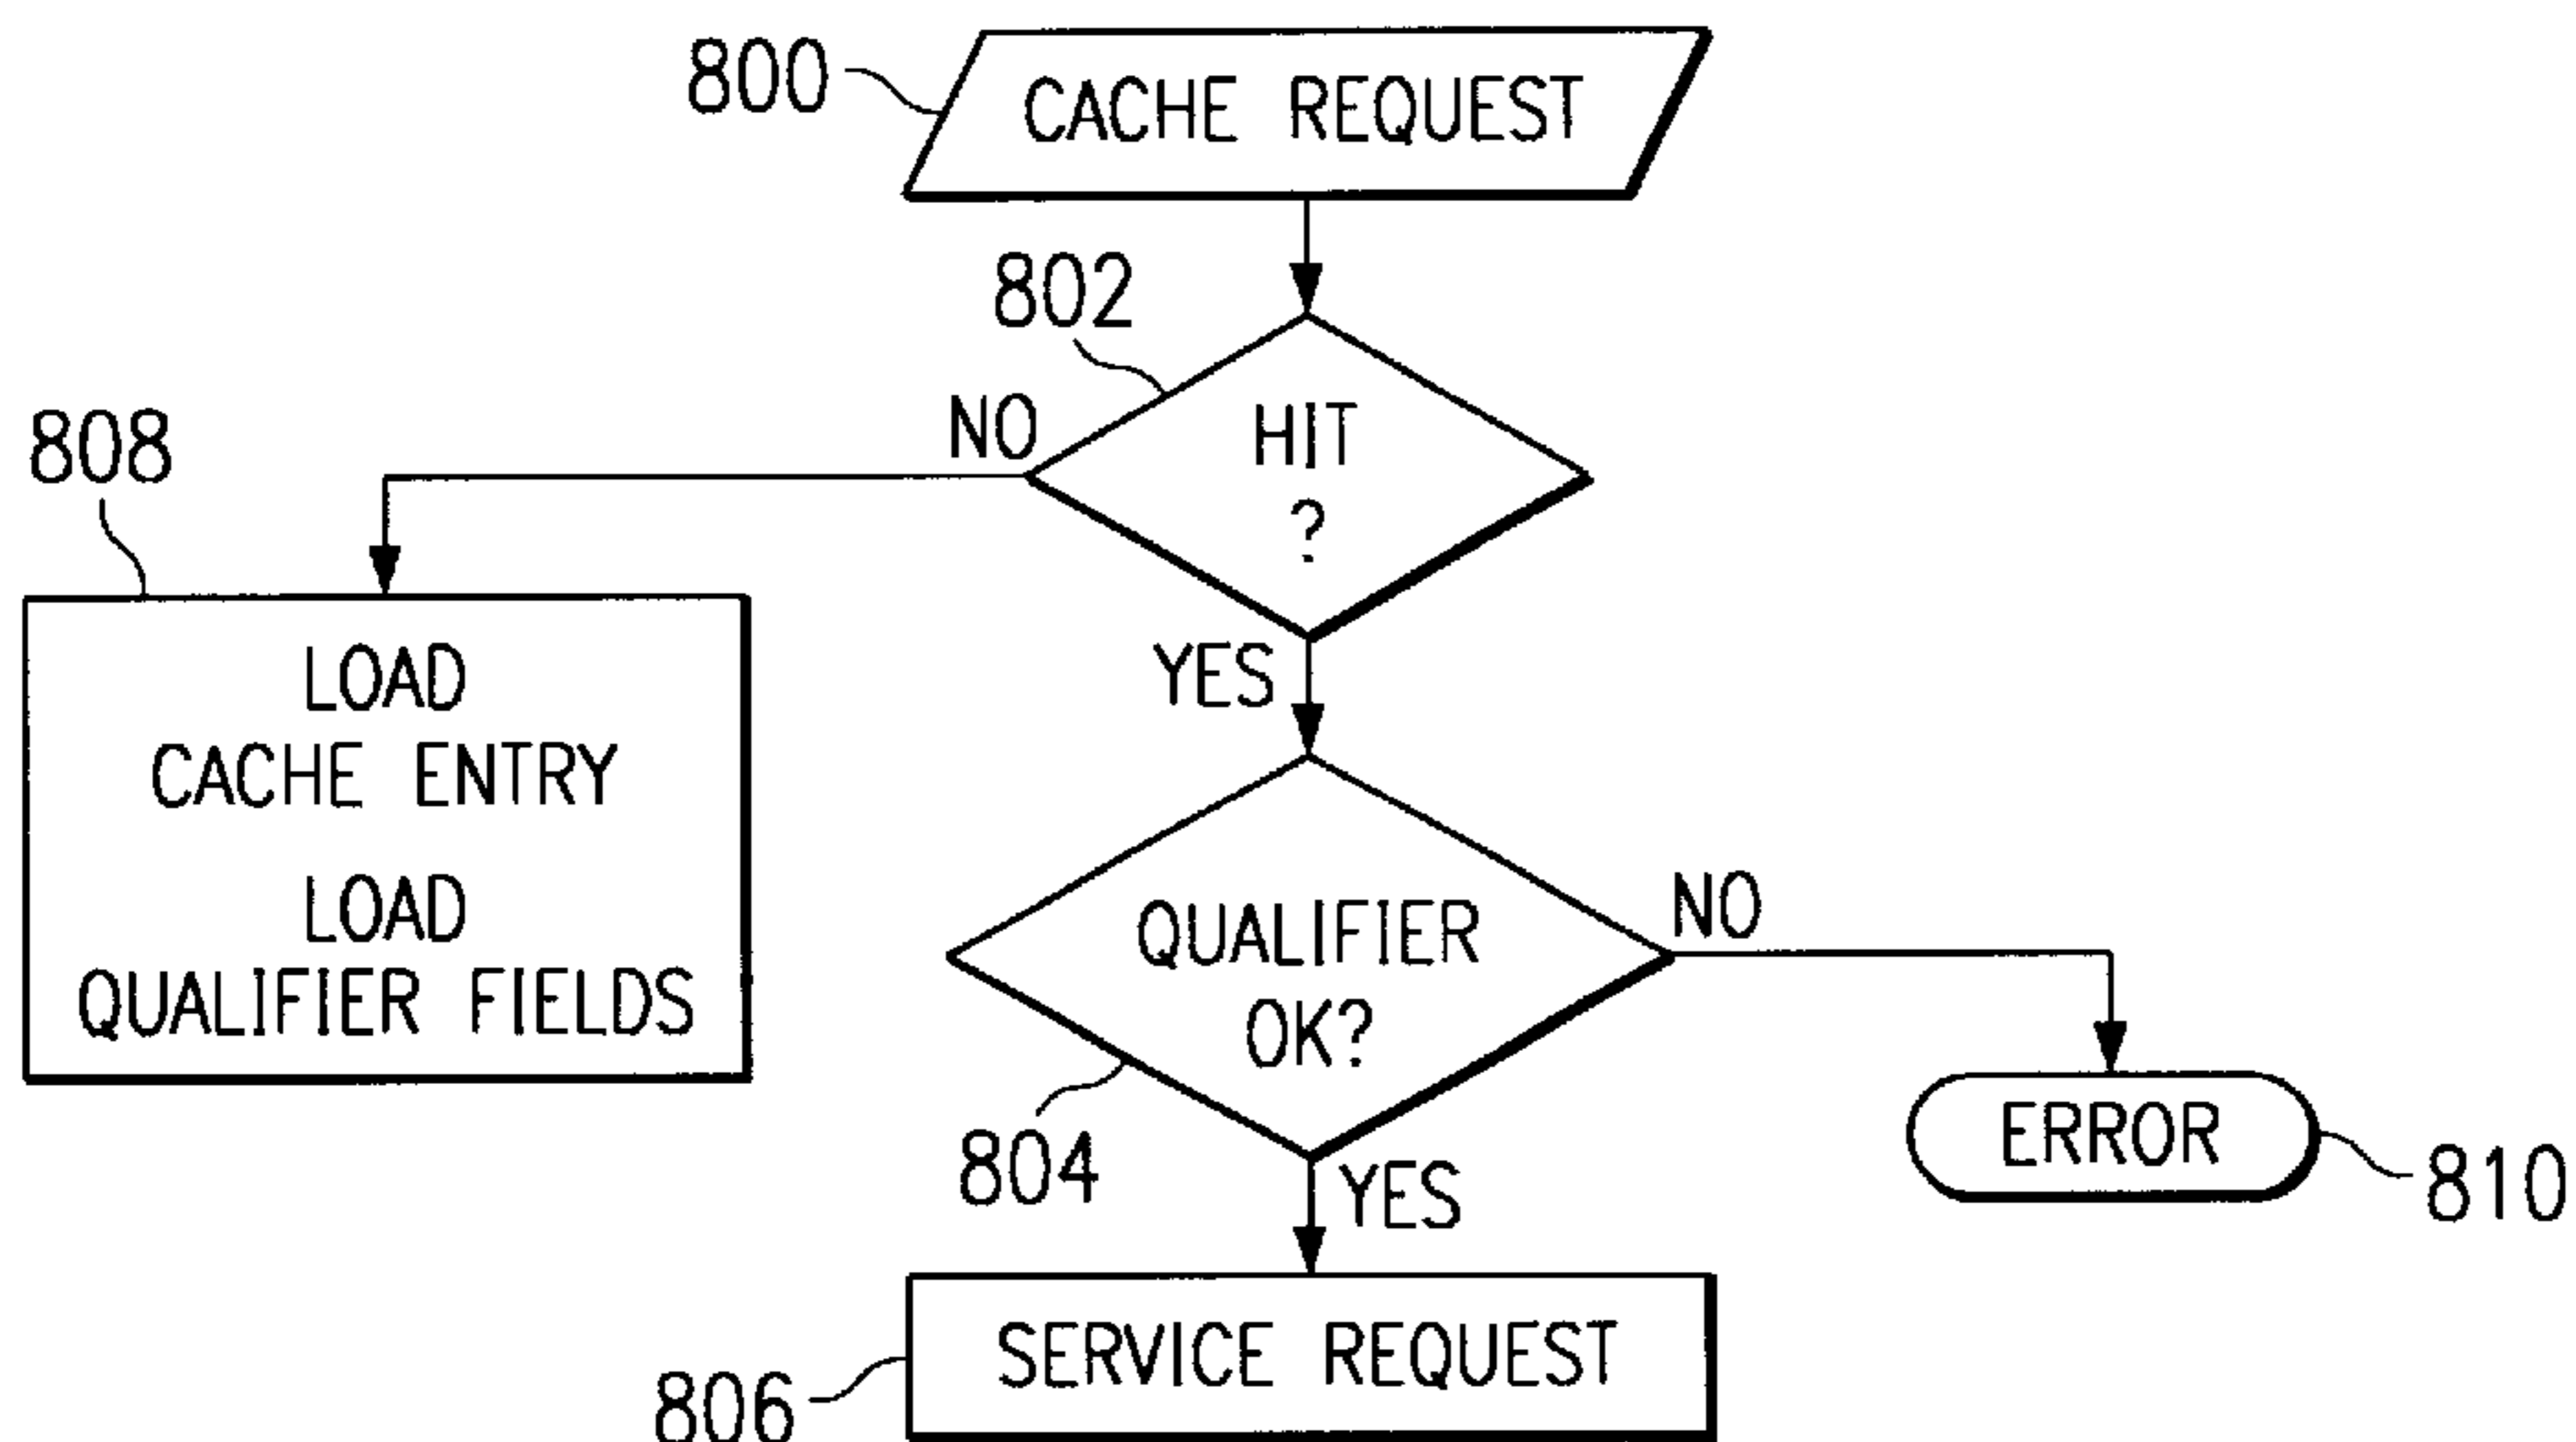 800
CACHE REQUEST
802
NO
HIT
?
808
YES
LOAD
CACHE ENTRY
LOAD
QUALIFIER FIELDS
QUALIFIER
OK?
NO
804
YES
ERROR
810
SERVICE REQUEST
806